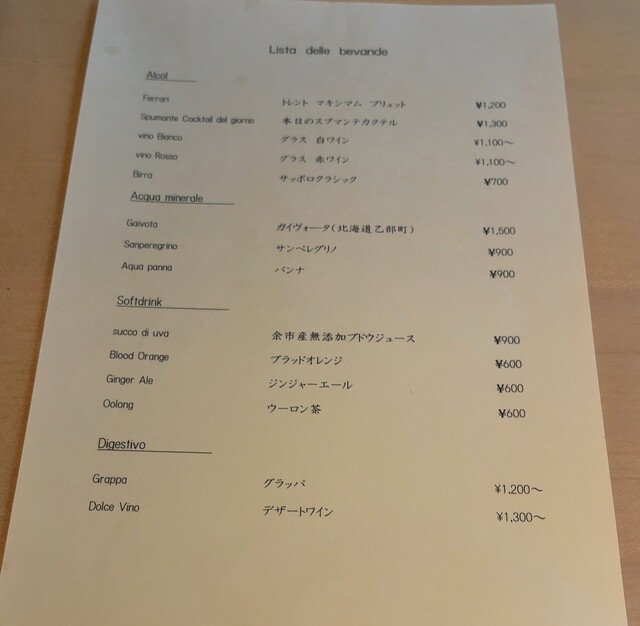 Lista delle bevande
Alcol
Ferrari トレント マキシマム ブリュット ¥1,200
Spumante Cocktail del giorno 本日のスプマンテカクテル ¥1,300
vino Bianco グラス 白ワイン ¥1,100～
vino Rosso グラス 赤ワイン ¥1,100～
Birra サッポロクラシック ¥700
Acqua minerale
Gaivota ガイヴォータ(北海道乙部町) ¥1,500
Sanperegrino サンペレグリノ ¥900
Aqua panna パンナ ¥900
Softdrink
succo di uva 余市産無添加ブドウジュース ¥900
Blood Orange ブラッドオレンジ ¥600
Ginger Ale ジンジャーエール ¥600
Oolong ウーロン茶 ¥600
Digestivo
Grappa グラッパ ¥1,200～
Dolce Vino デザートワイン ¥1,300～